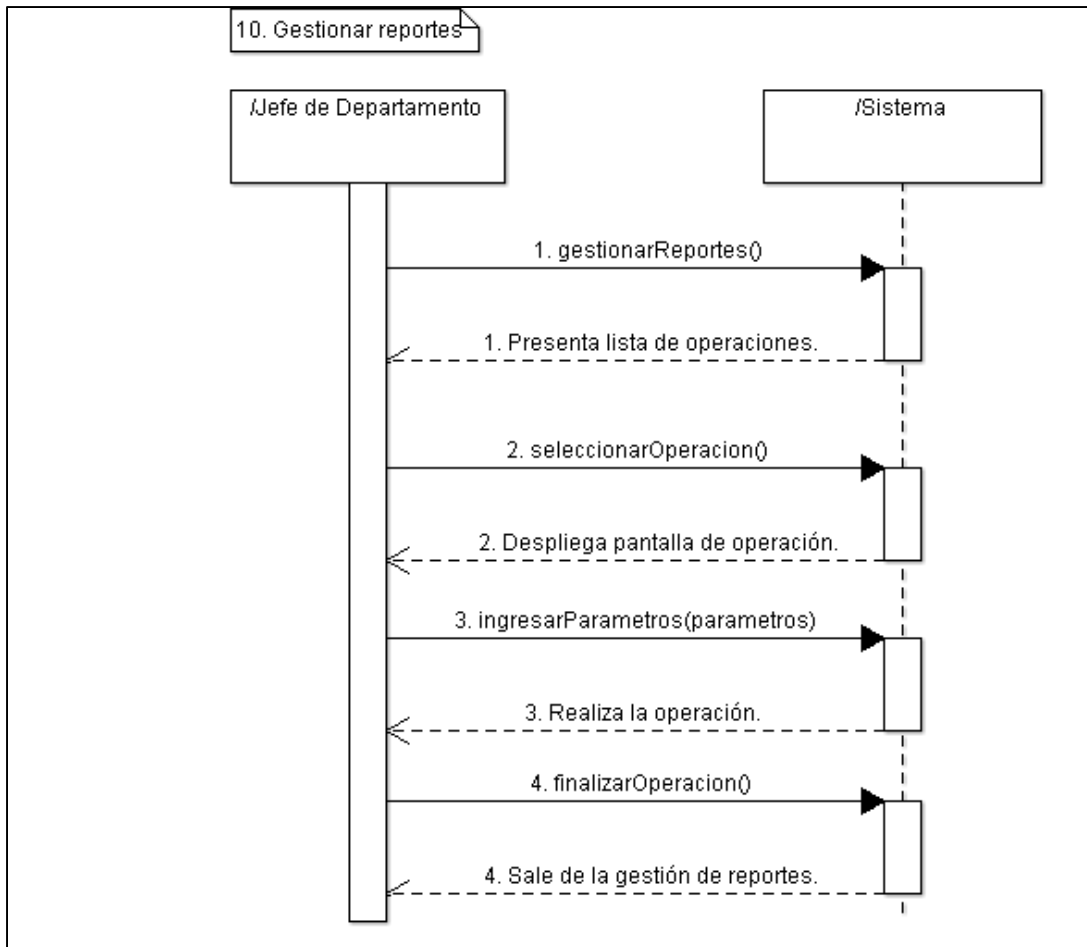 10. Gestionar reportes
/Jefe de Departamento
/Sistema
1. gestionarReportes()
1. Presenta lista de operaciones.
2. seleccionarOperacion()
2. Despliega pantalla de operación.
3. ingresarParametros(parametros)
3. Realiza la operación.
4. finalizarOperacion()
4. Sale de la gestión de reportes.